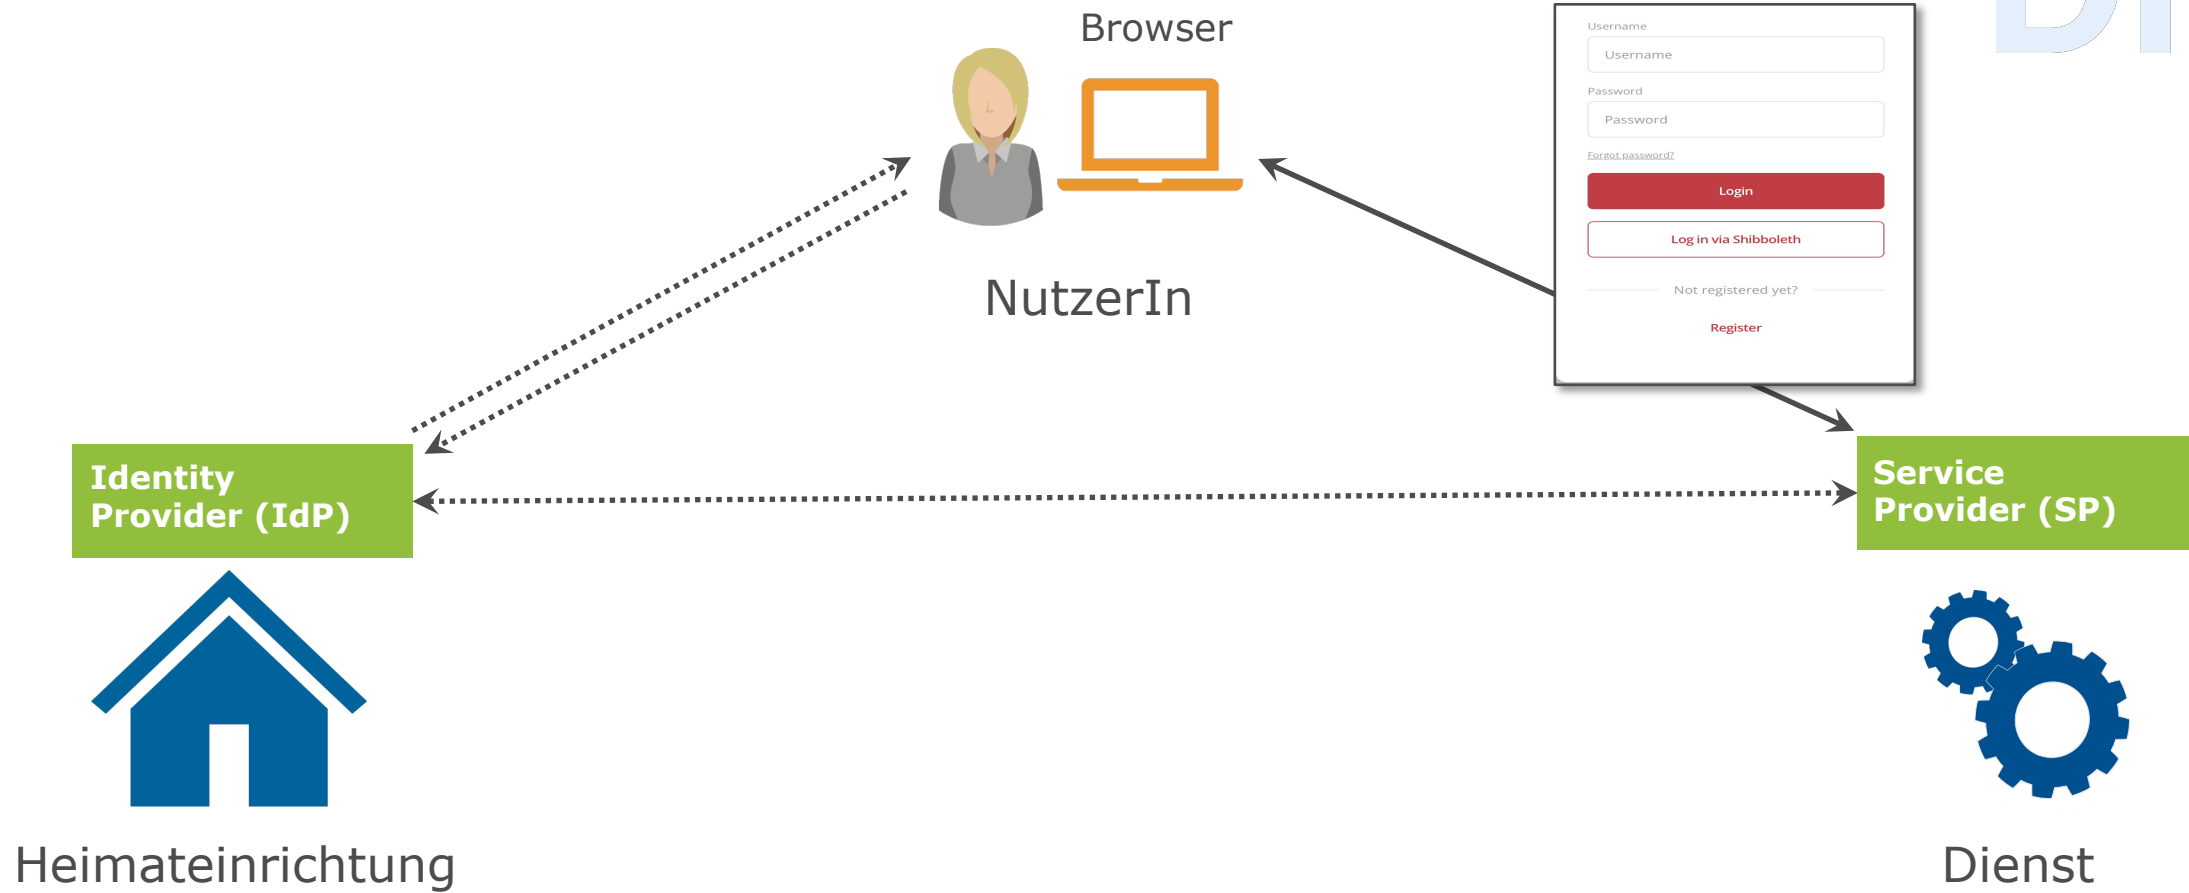 Browser
NutzerIn
Username
Username
Password
Password
Forgot password?
Login
Log in via Shibboleth
Not registered yet?
Register
Identity
Provider (IdP)
Service
Provider (SP)
Heimateinrichtung
Dienst